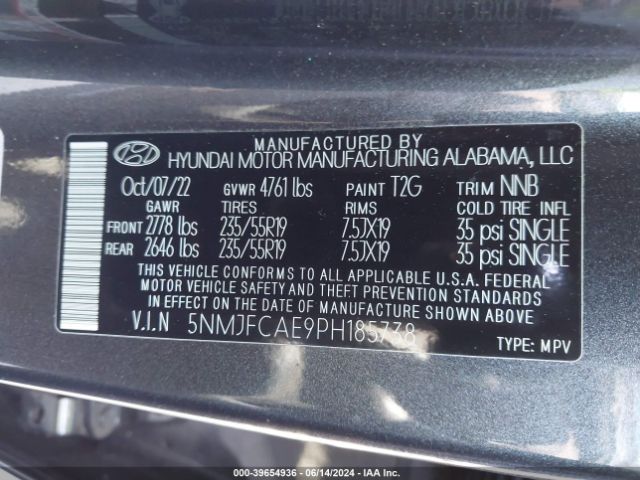 MANUFACTURED BY
HYUNDAI MOTOR MANUFACTURING ALABAMA, LLC
Oct/07/22 GVWR 4761 lbs PAINT T2G TRIM NNB
GAWR TIRES RIMS COLD TIRE INFL
FRONT 2778 lbs 235/55R19 7.5JX19 35 psi SINGLE
REAR 2646 lbs 235/55R19 7.5JX19 35 psi SINGLE
THIS VEHICLE CONFORMS TO ALL APPLICABLE U.S.A. FEDERAL
MOTOR VEHICLE SAFETY AND THEFT PREVENTION STANDARDS
IN EFFECT ON THE DATE OF MANUFACTURE SHOWN ABOVE.
V.I.N 5NMJFCAE9PH185738
TYPE: MPV
000-39654936 - 06/14/2024 - IAA Inc.